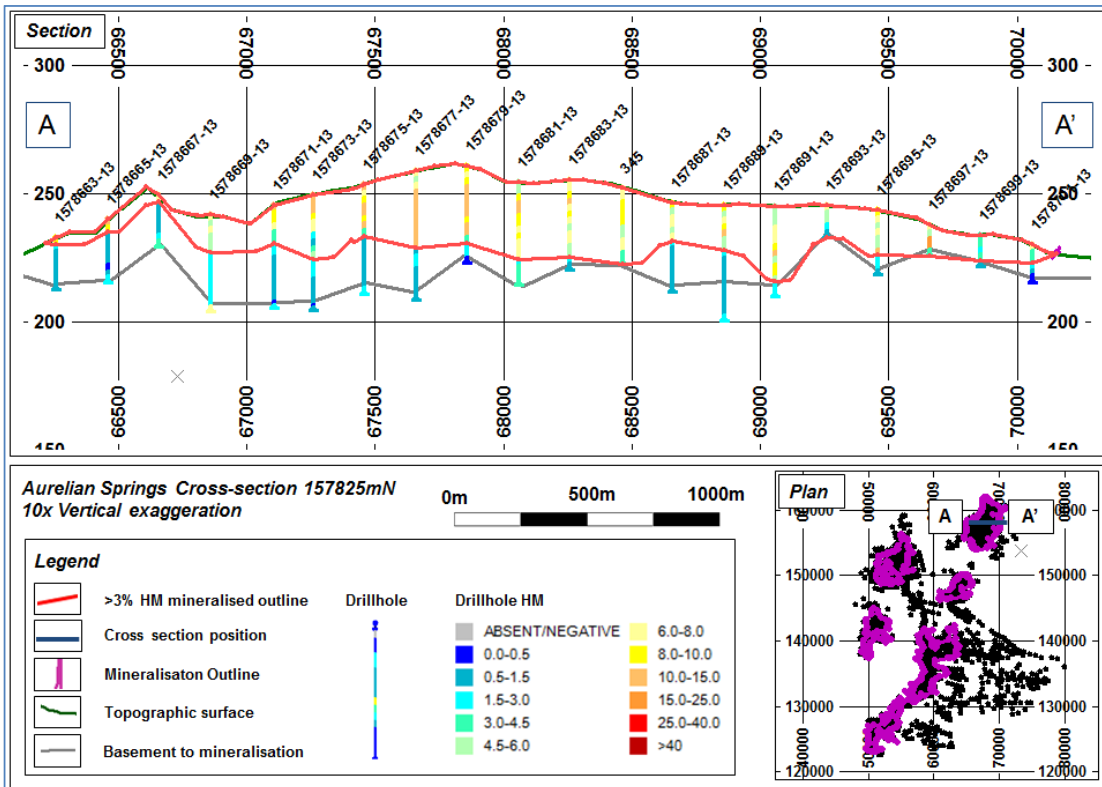 Section
66500 67000 67500 68000 68500 69000 69500 70000
300 300
A A'
1578663-13
1578665-13
1578667-13
1578669-13
1578671-13
1578673-13
1578675-13
1578677-13
1578679-13
1578681-13
1578683-13
345
1578687-13
1578689-13
1578691-13
1578693-13
1578695-13
1578697-13
1578699-13
250 250
200 200
66500 67000 67500 68000 68500 69000 69500 70000
150 150
Aurelian Springs Cross-section 157825mN
10x Vertical exaggeration
0m 500m 1000m
Legend
>3% HM mineralised outline
Cross section position
Mineralisaton Outline
Topographic surface
Basement to mineralisation
Drillhole
Drillhole HM
ABSENT/NEGATIVE
0.0-0.5
0.5-1.5
1.5-3.0
3.0-4.5
4.5-6.0
6.0-8.0
8.0-10.0
10.0-15.0
15.0-25.0
25.0-40.0
>40
Plan
50000 80000
A A'
150000 150000
140000 140000
130000 130000
120000 120000
40000 50000 60000 70000 80000